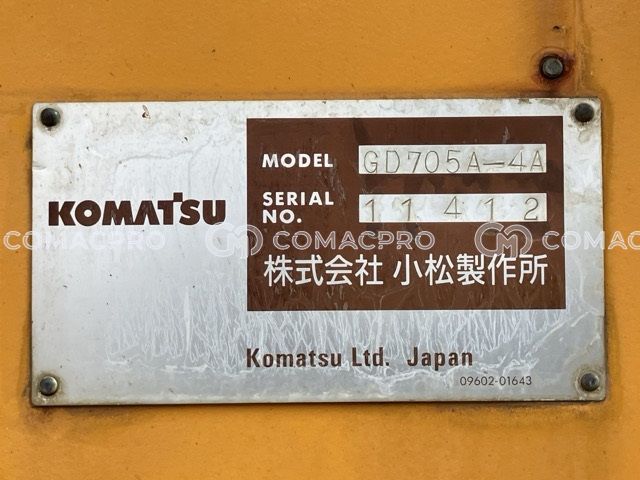 MODEL GD705A-4A
SERIAL NO. 11412
KOMATSU
COMACPRO COMACPRO COMACPRO
株式会社 小松製作所
Komatsu Ltd. Japan
09602-01643